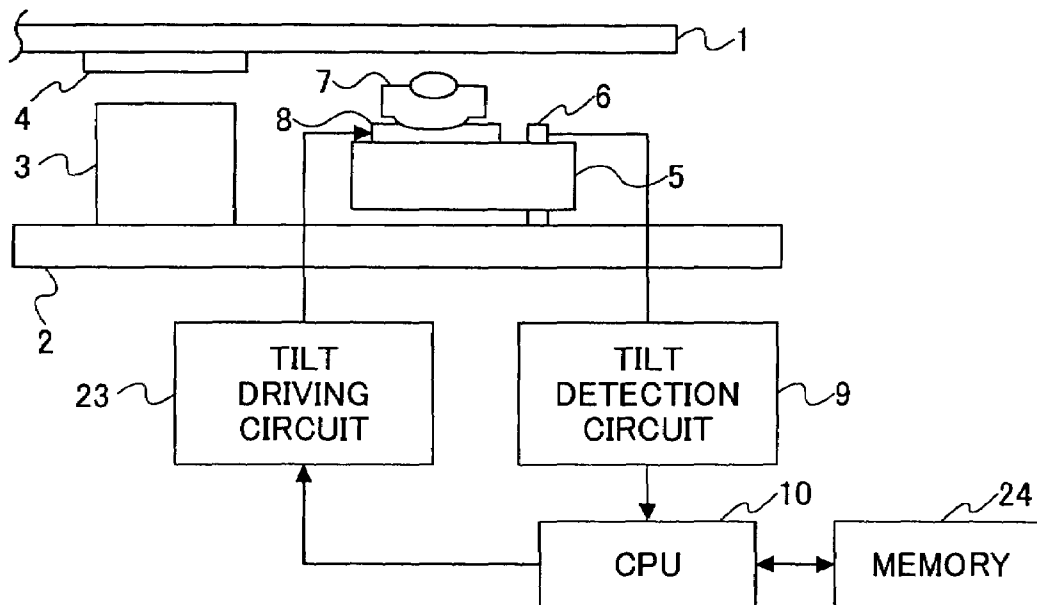 1
4
7
6
8
3
5
2
23
TILT
DRIVING
CIRCUIT
TILT
DETECTION
CIRCUIT
9
10
24
CPU
MEMORY